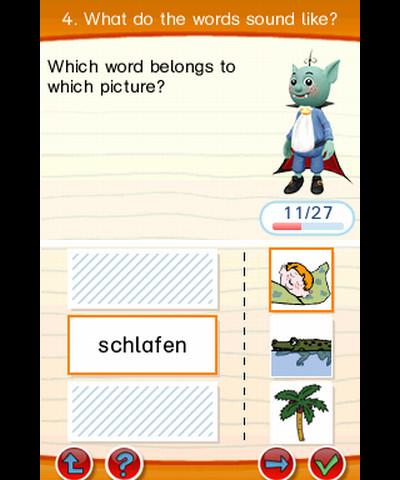 4. What do the words sound like?
Which word belongs to
which picture?
11/27
schlafen
?